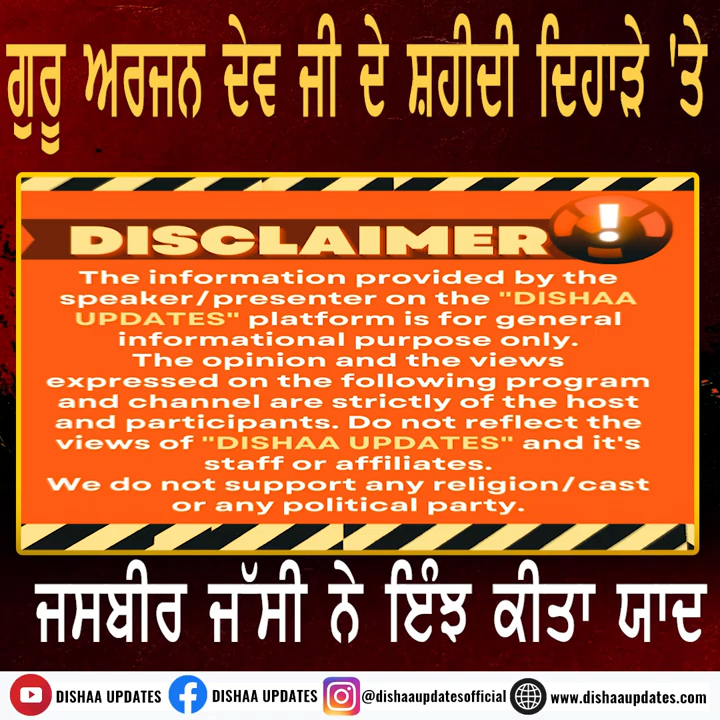 ਗੁਰੂ ਅਰਜਨ ਦੇਵ ਜੀ ਦੇ ਸ਼ਹੀਦੀ ਦਿਹਾੜੇ 'ਤੇ
DISCLAIMER
The information provided by the
speaker/presenter on the "DISHAA
UPDATES" platform is for general
informational purpose only.
The opinion and the views
expressed on the following program
and channel are strictly of the host
and participants. Do not reflect the
views of "DISHAA UPDATES" and it's
staff or affiliates.
We do not support any religion/cast
or any political party.
ਜਸਬੀਰ ਜੱਸੀ ਨੇ ਇੰਝ ਕੀਤਾ ਯਾਦ
DISHAA UPDATES DISHAA UPDATES @dishaaupdatesofficial www.dishaaupdates.com